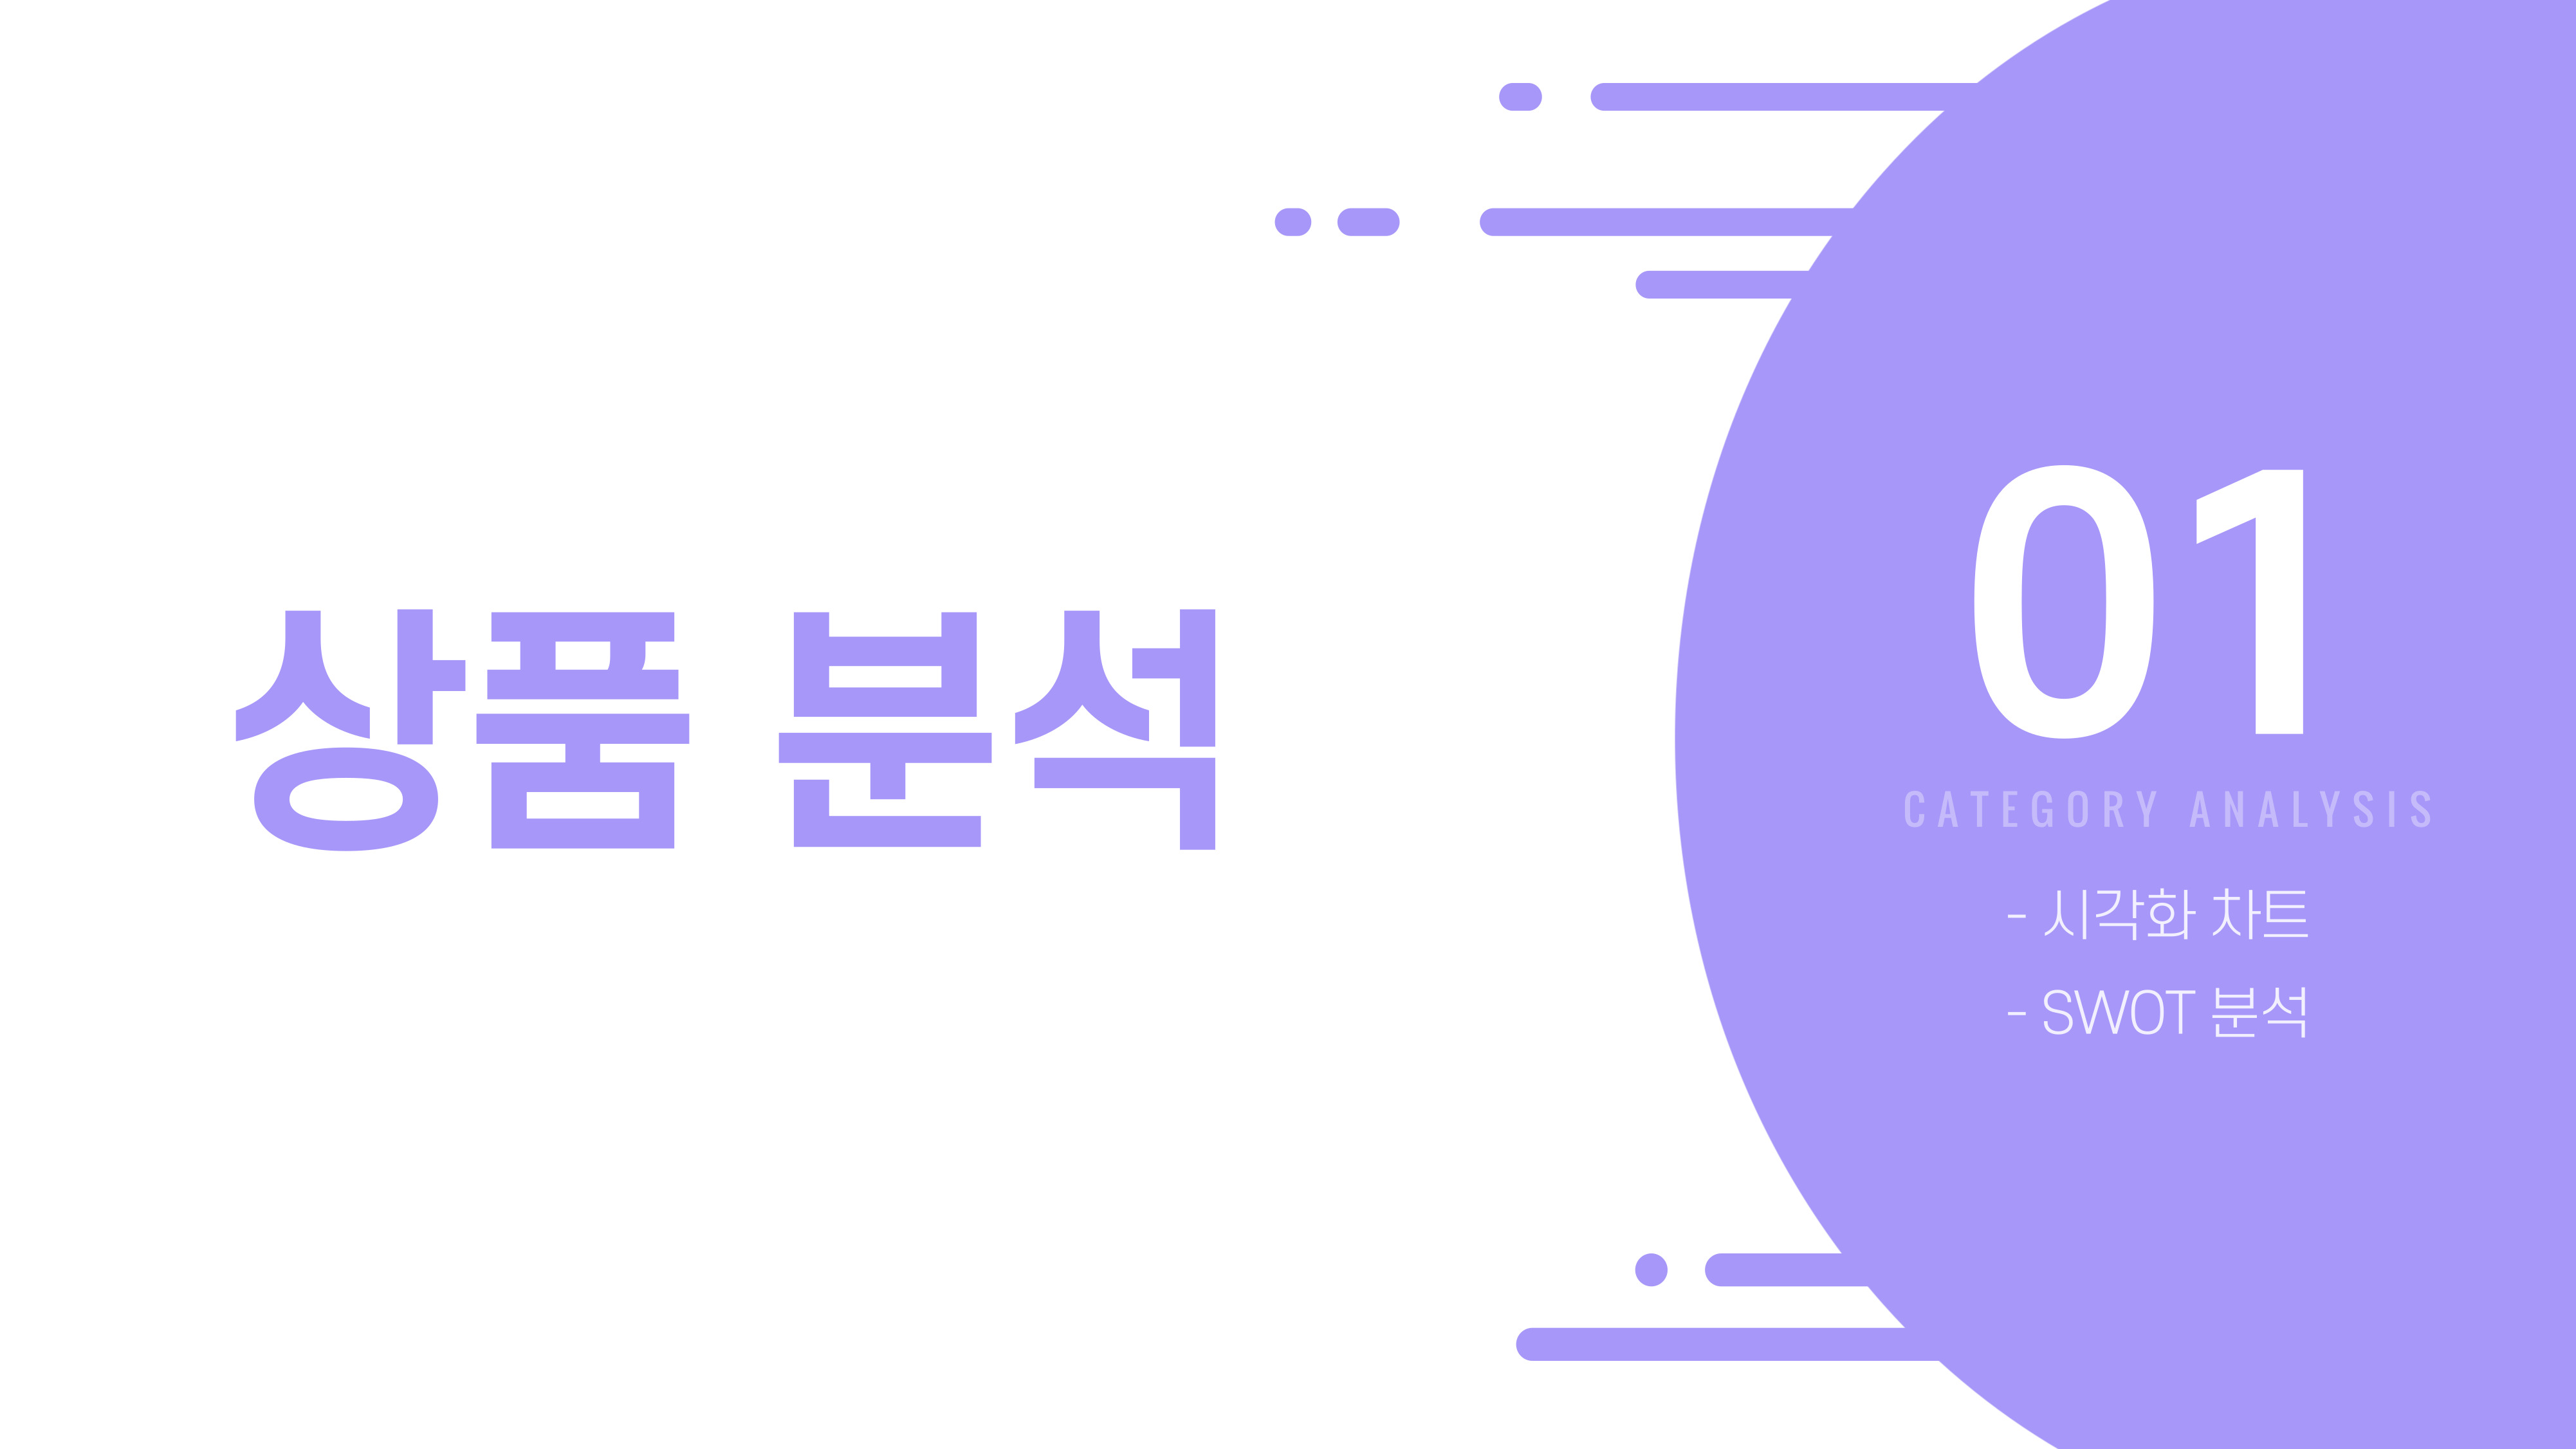 상품 분석
01
CATEGORY ANALYSIS
- 시각화 차트
- SWOT 분석